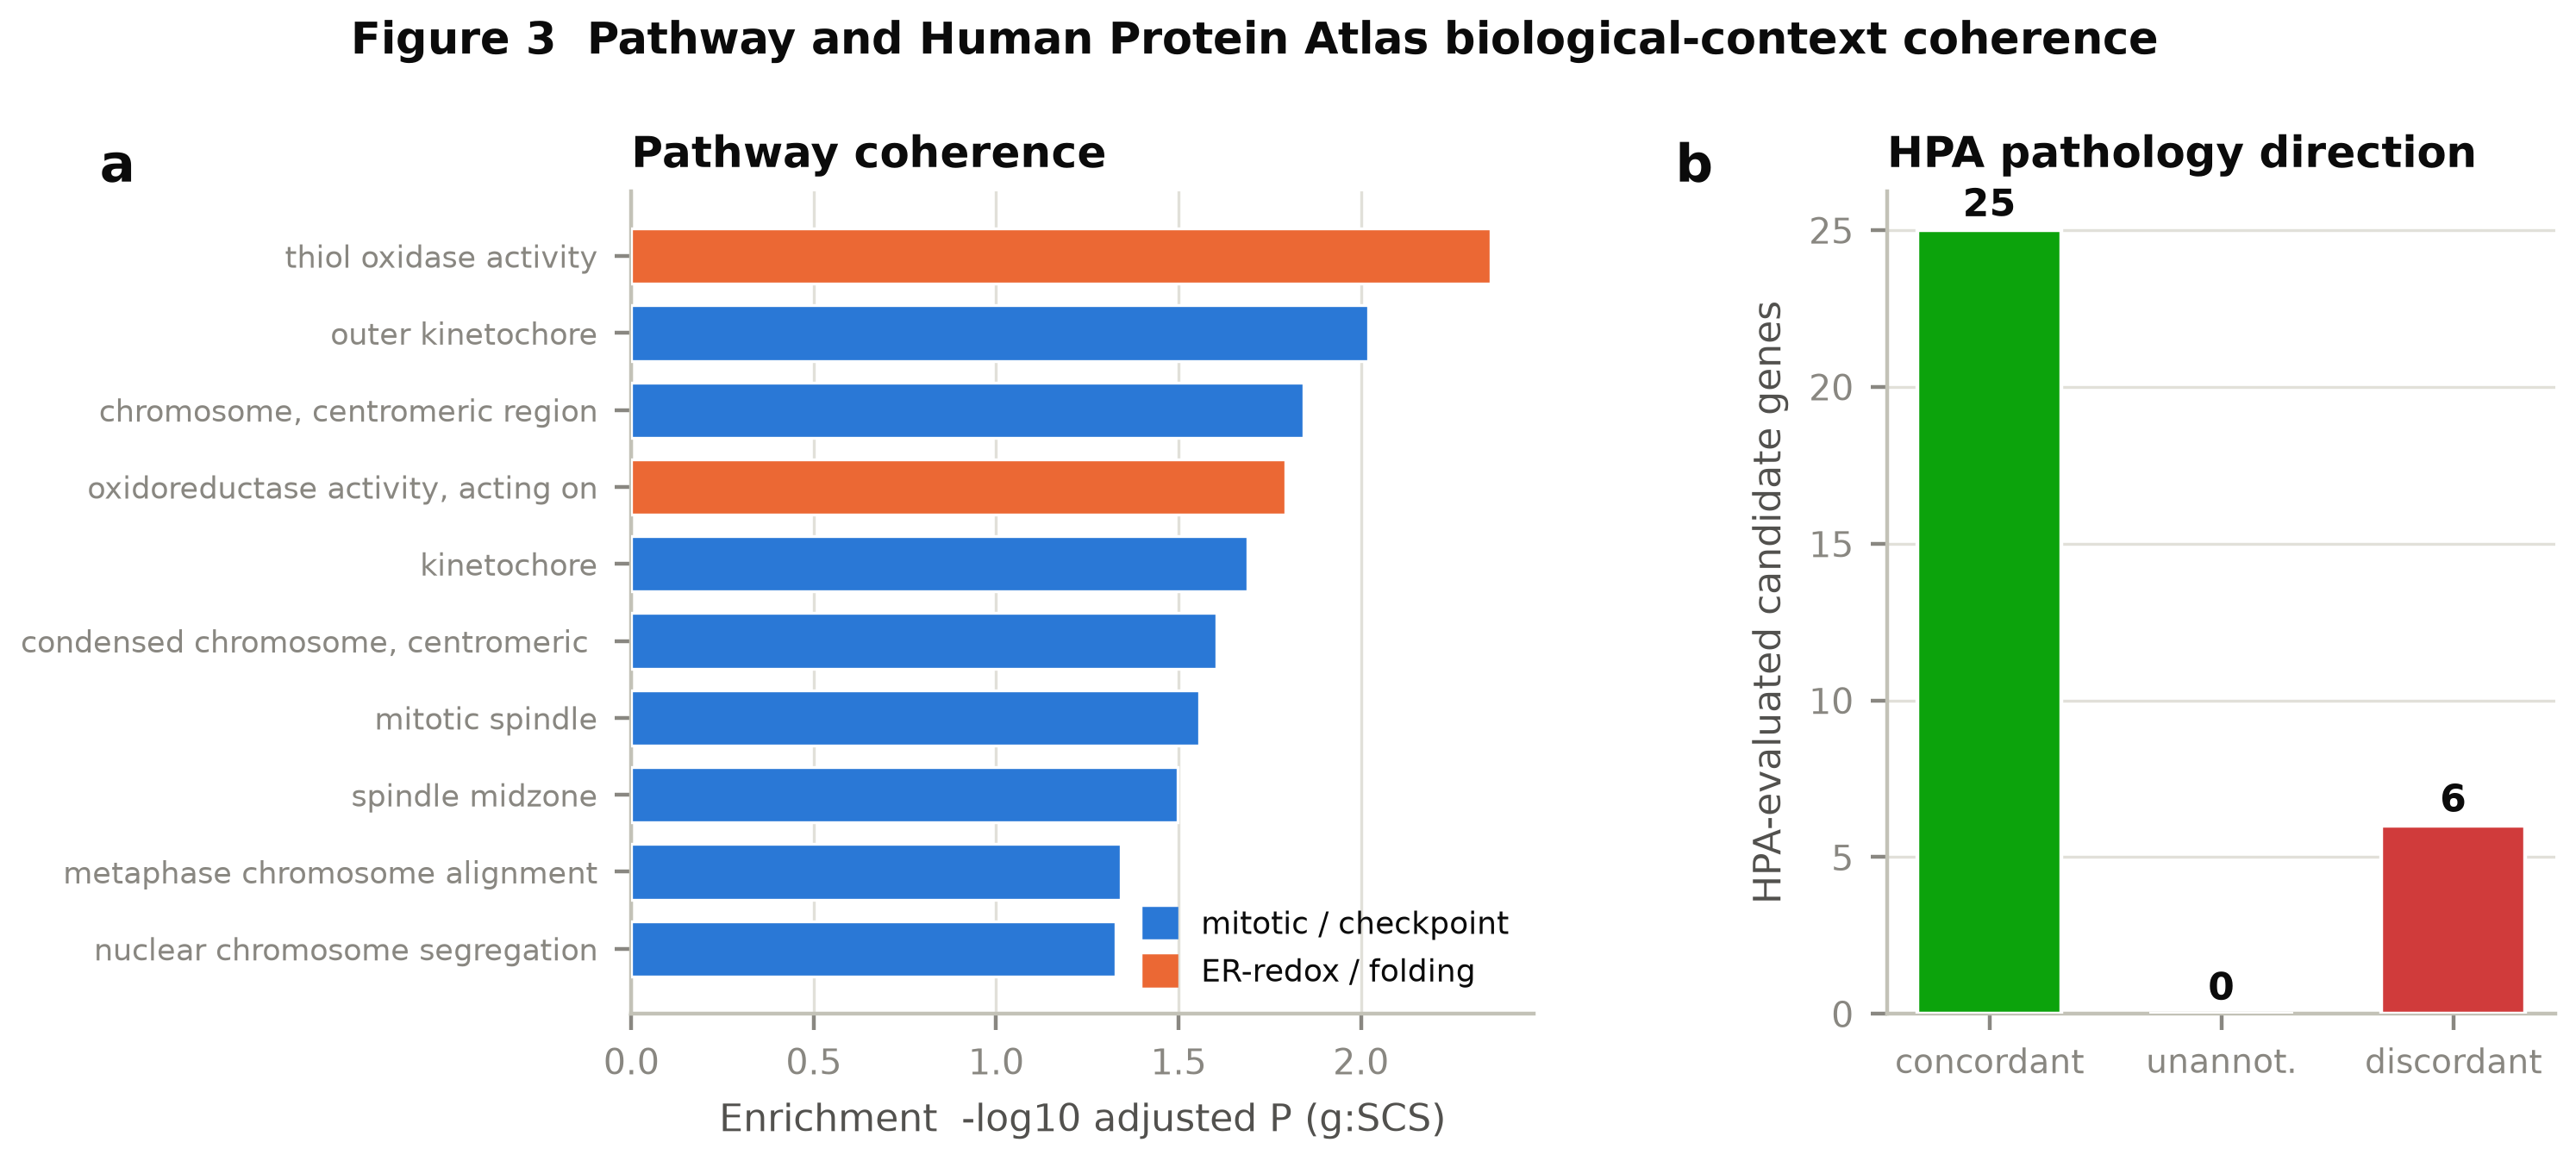 Figure 3  Pathway and Human Protein Atlas biological-context coherence
a
Pathway coherence
thiol oxidase activity
outer kinetochore
chromosome, centromeric region
oxidoreductase activity, acting on
kinetochore
condensed chromosome, centromeric
mitotic spindle
spindle midzone
metaphase chromosome alignment
nuclear chromosome segregation
mitotic / checkpoint
ER-redox / folding
0.0 0.5 1.0 1.5 2.0
Enrichment  -log10 adjusted P (g:SCS)
b
HPA pathology direction
HPA-evaluated candidate genes
25
20
15
10
5
0
25
0
6
concordant unannot. discordant